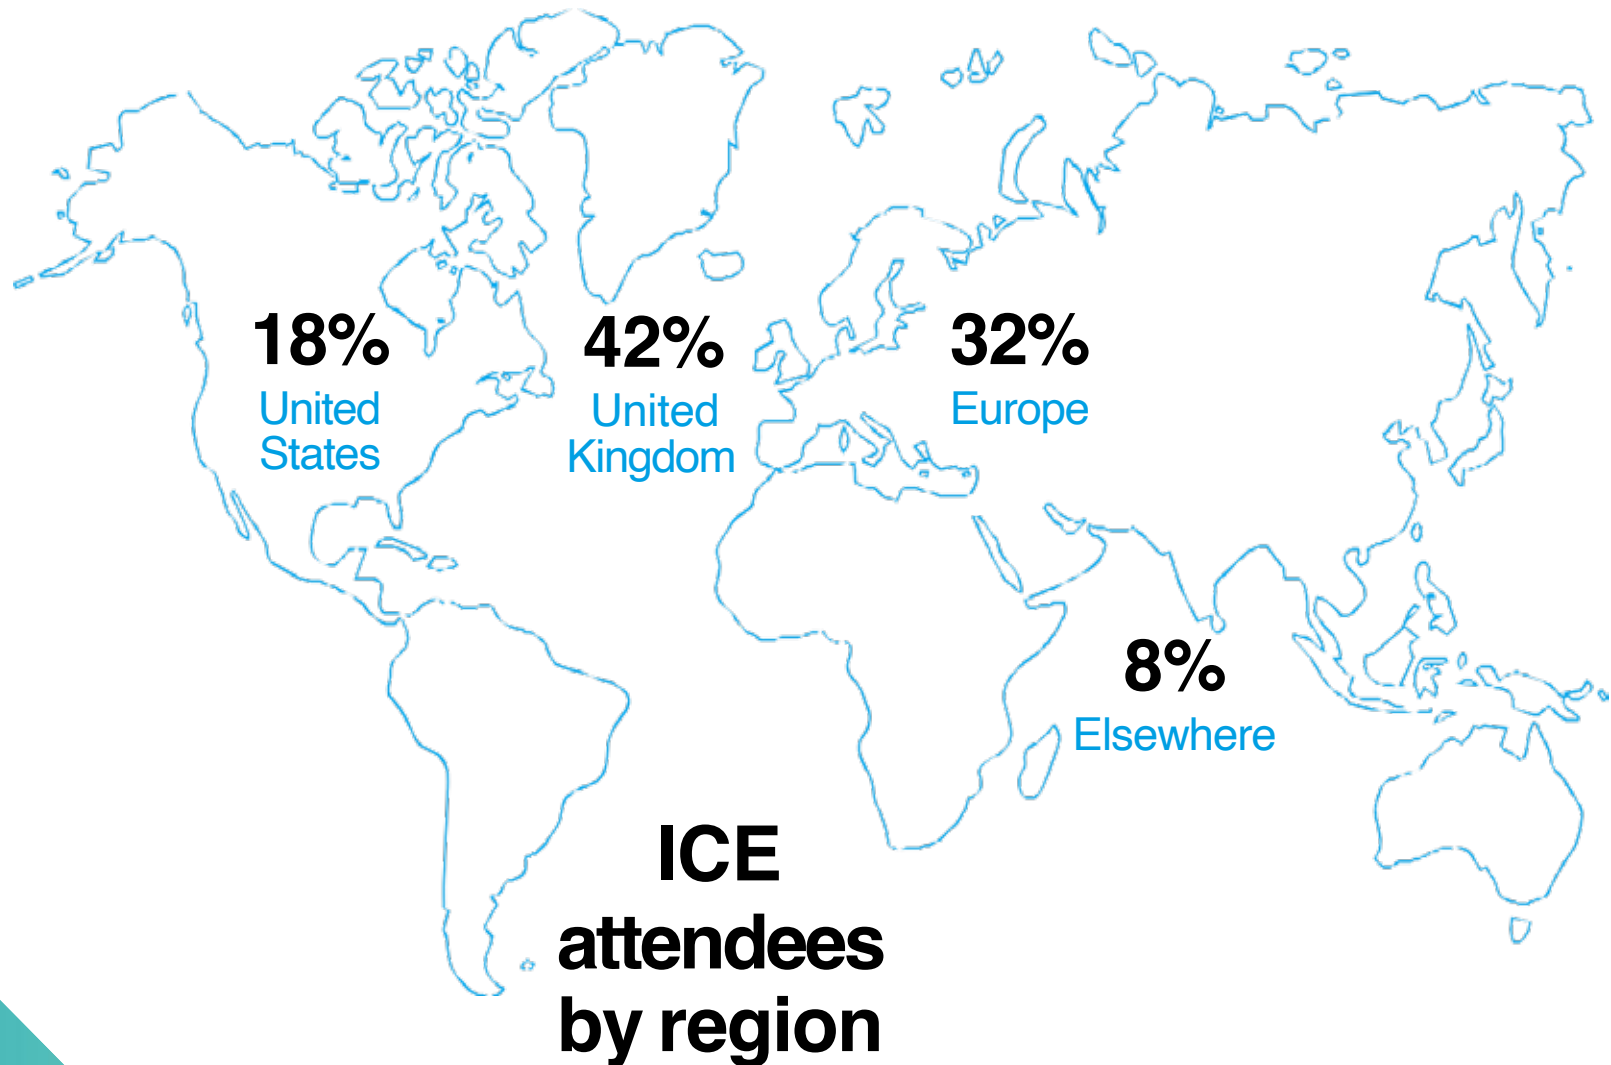 18%
United
States
42%
United
Kingdom
32%
Europe
8%
Elsewhere
ICE
attendees
by region